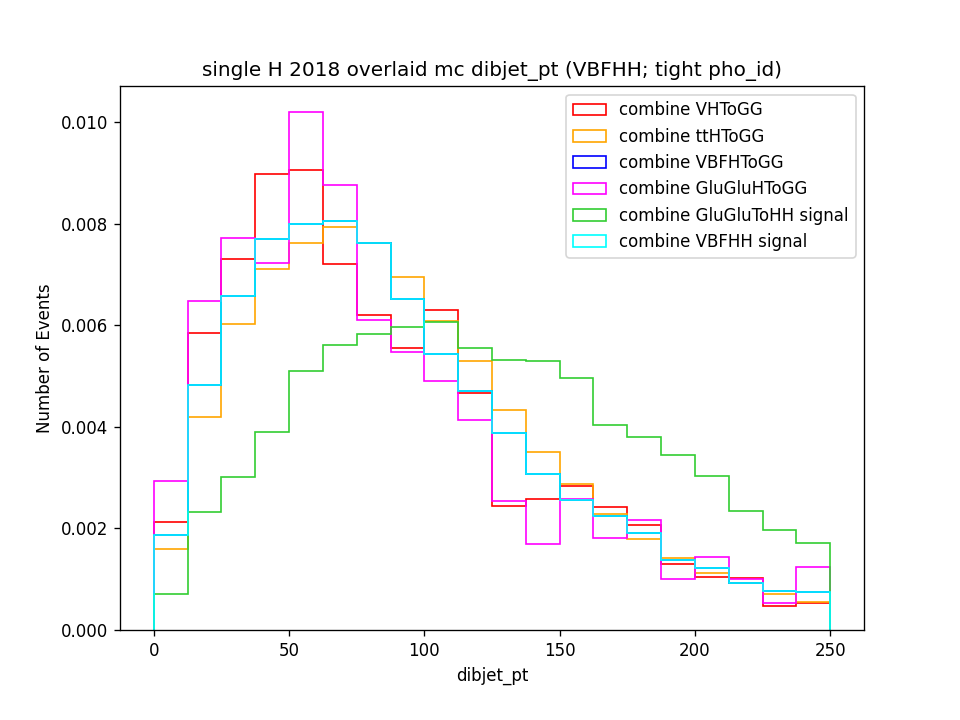 single H 2018 overlaid mc dibjet_pt (VBFHH; tight pho_id)
combine VHToGG
combine ttHToGG
combine VBFHToGG
combine GluGluHToGG
combine GluGluToHH signal
combine VBFHH signal
Number of Events
0.010
0.008
0.006
0.004
0.002
0.000
0 50 100 150 200 250
dibjet_pt